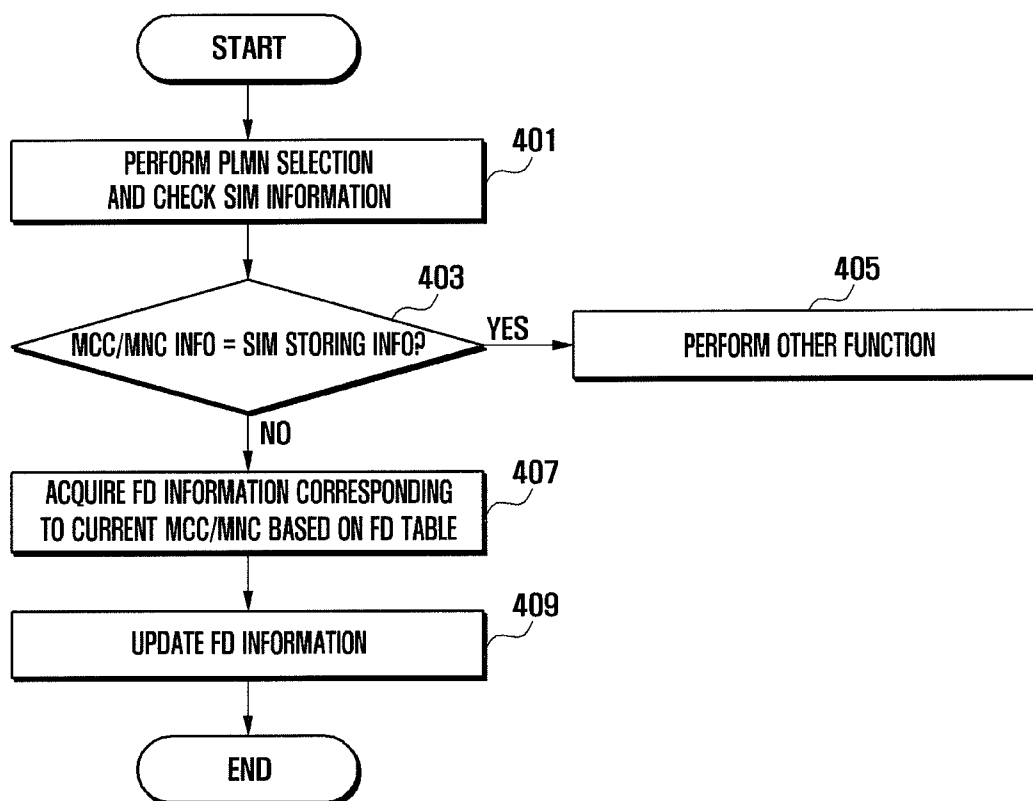 START
401
PERFORM PLMN SELECTION
AND CHECK SIM INFORMATION
403
MCC/MNC INFO = SIM STORING INFO?
YES
405
PERFORM OTHER FUNCTION
NO
407
ACQUIRE FD INFORMATION CORRESPONDING
TO CURRENT MCC/MNC BASED ON FD TABLE
409
UPDATE FD INFORMATION
END